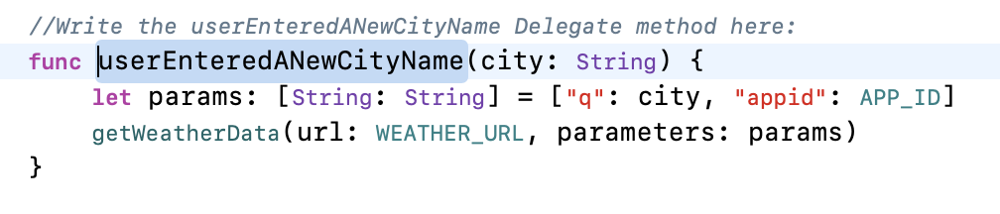 //Write the userEnteredANewCityName Delegate method here:
func userEnteredANewCityName(city: String) {
let params: [String: String] = ["q": city, "appid": APP_ID]
getWeatherData(url: WEATHER_URL, parameters: params)
}